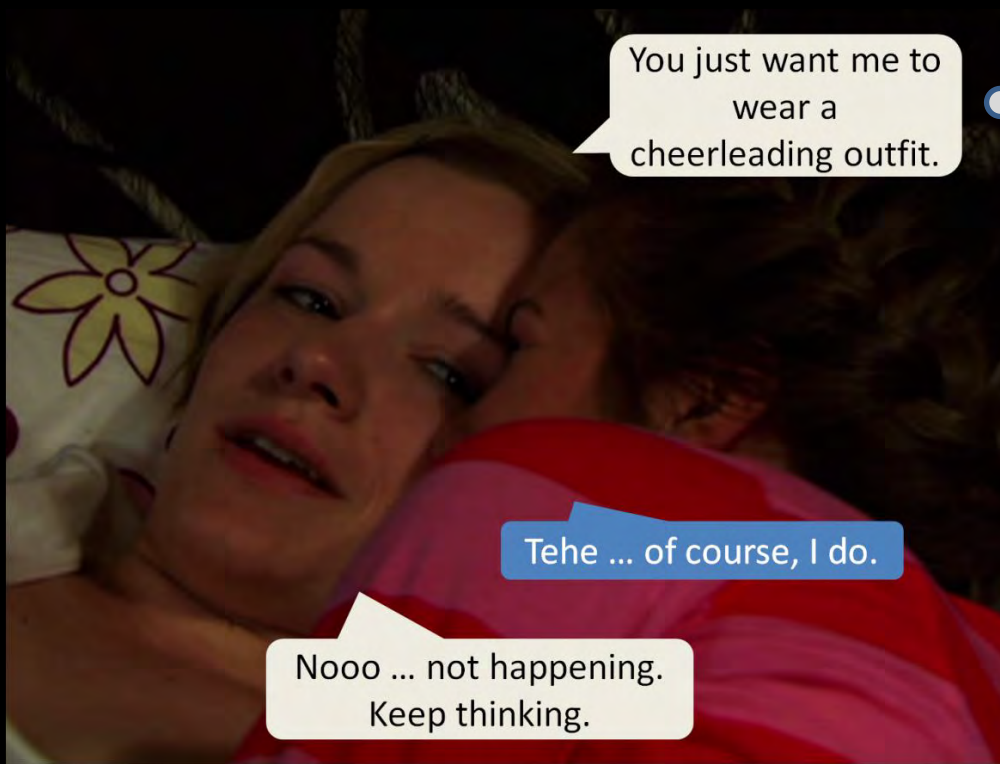 You just want me to
wear a
cheerleading outfit.
Tehe ... of course, I do.
Nooo ... not happening.
Keep thinking.